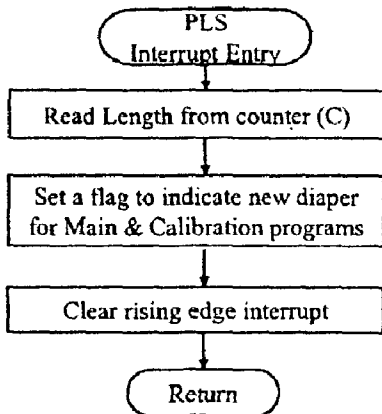 PLS
Interrupt Entry
Read Length from counter (C)
Set a flag to indicate new diaper
for Main & Calibration programs
Clear rising edge interrupt
Return